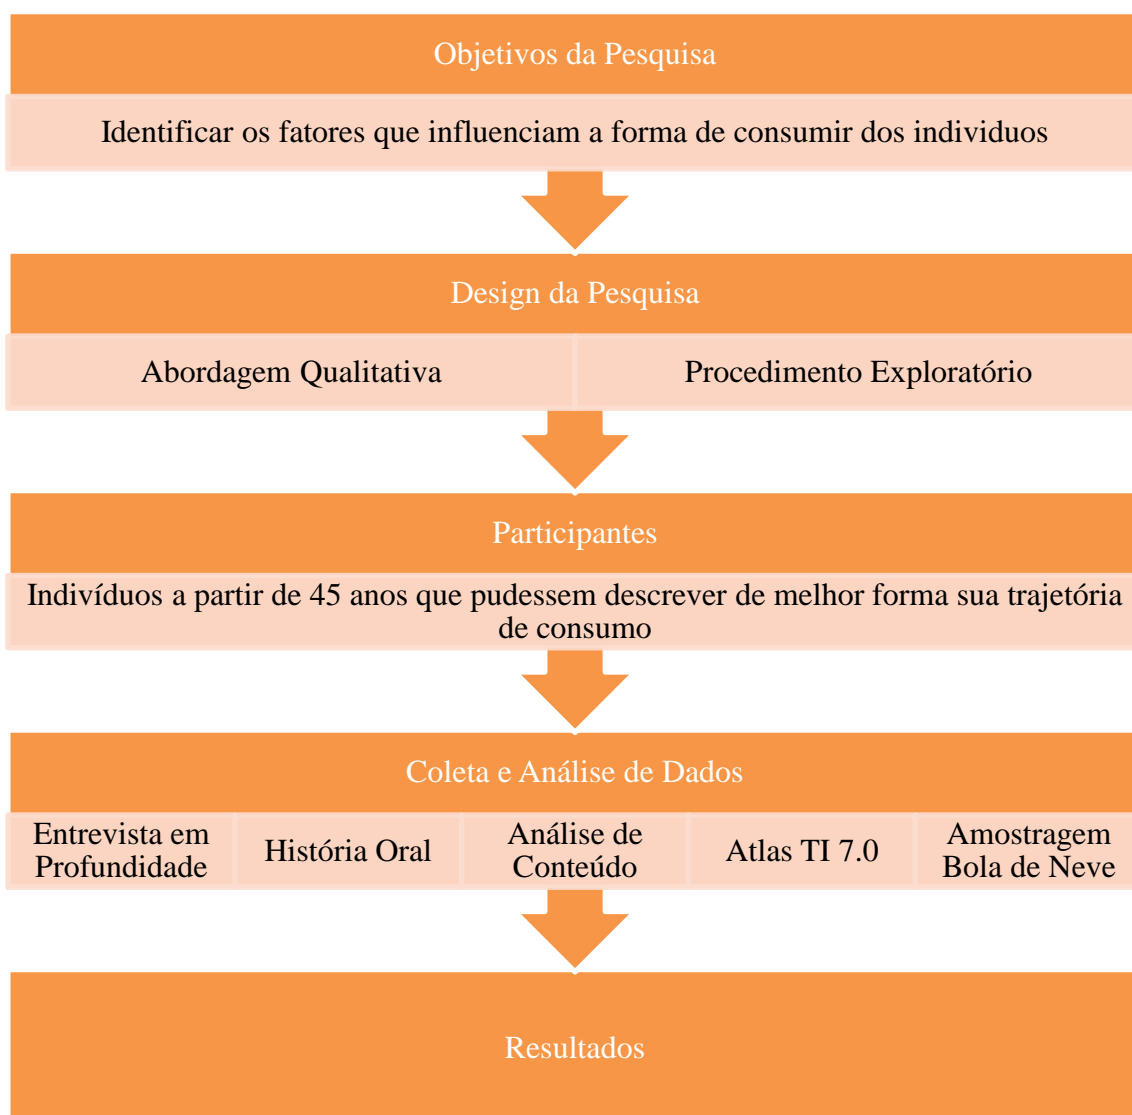 Objetivos da Pesquisa
Identificar os fatores que influenciam a forma de consumir dos individuos
Design da Pesquisa
Abordagem Qualitativa
Procedimento Exploratório
Participantes
Indivíduos a partir de 45 anos que pudessem descrever de melhor forma sua trajetória
de consumo
Coleta e Análise de Dados
Entrevista em
Profundidade
História Oral
Análise de
Conteúdo
Atlas TI 7.0
Amostragem
Bola de Neve
Resultados